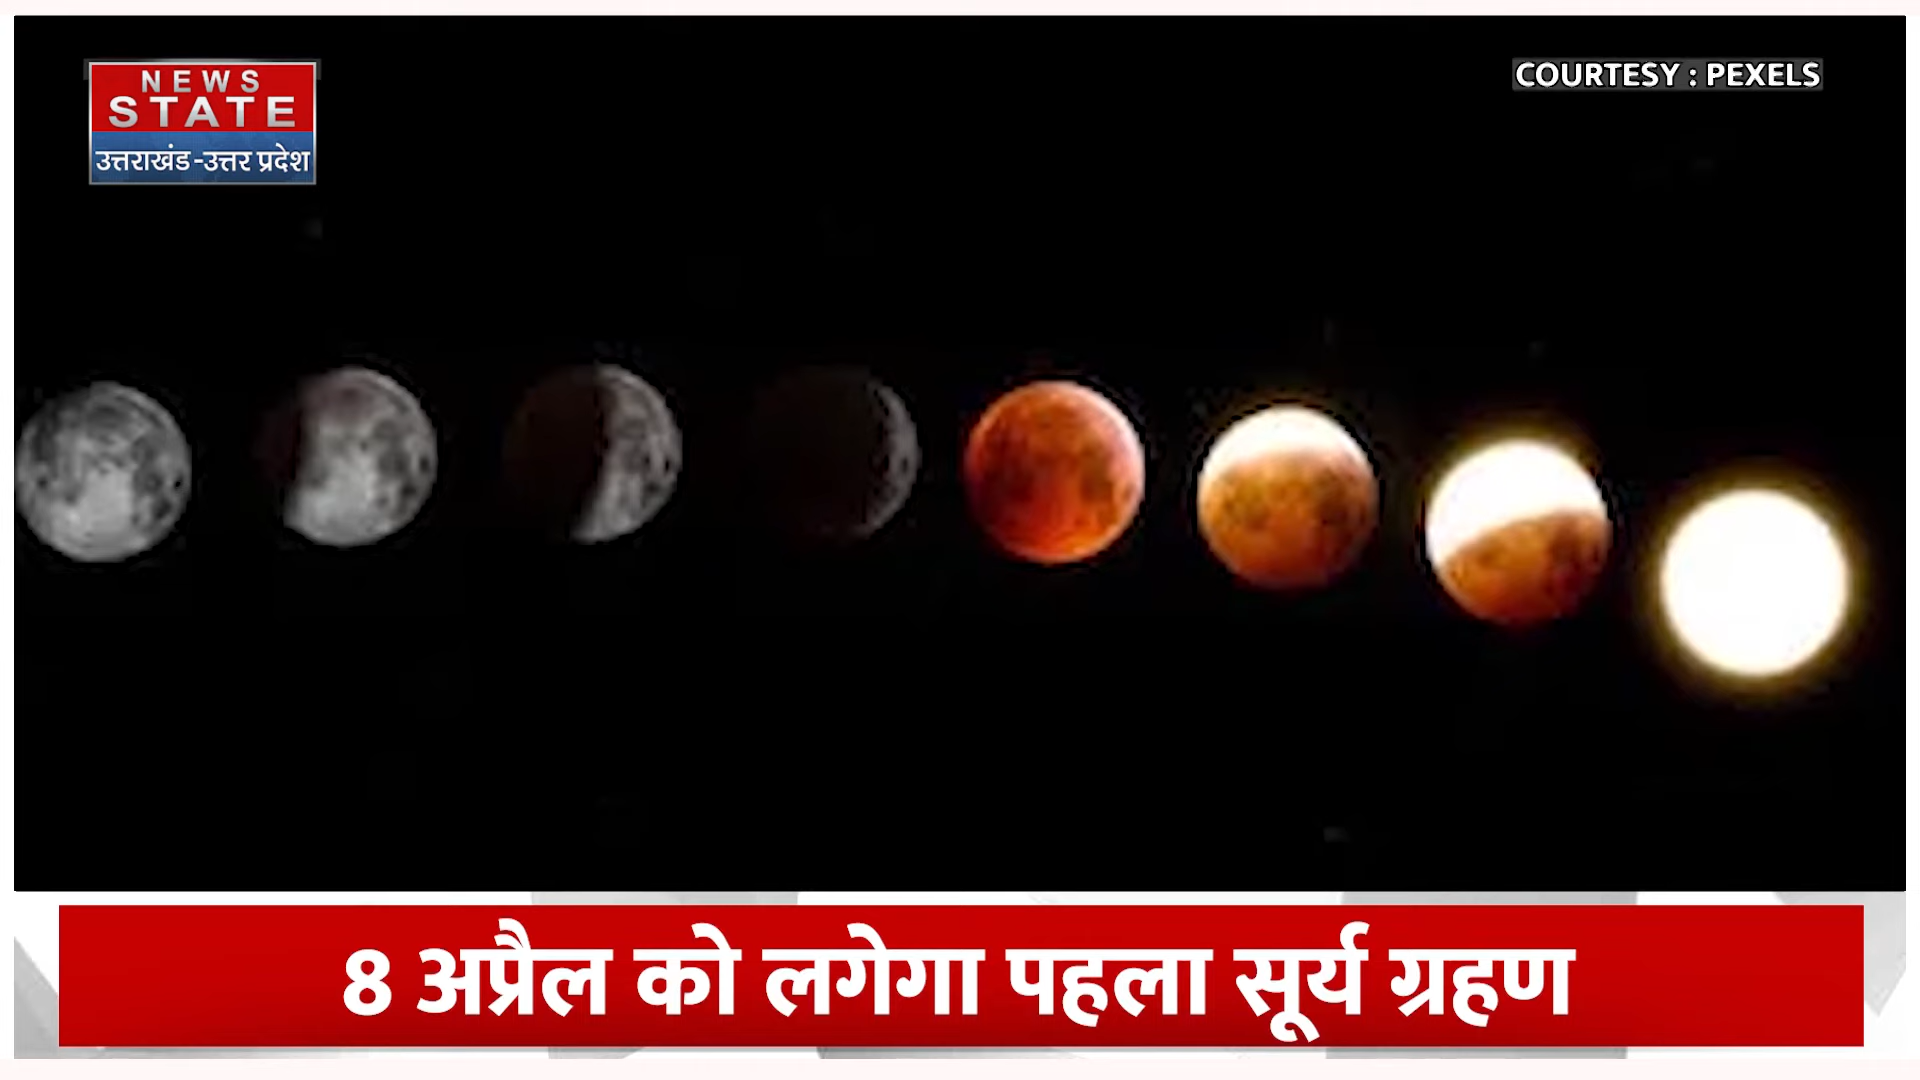 NEWS
STATE
उत्तराखंड-उत्तर प्रदेश
COURTESY : PEXELS
8 अप्रैल को लगेगा पहला सूर्य ग्रहण